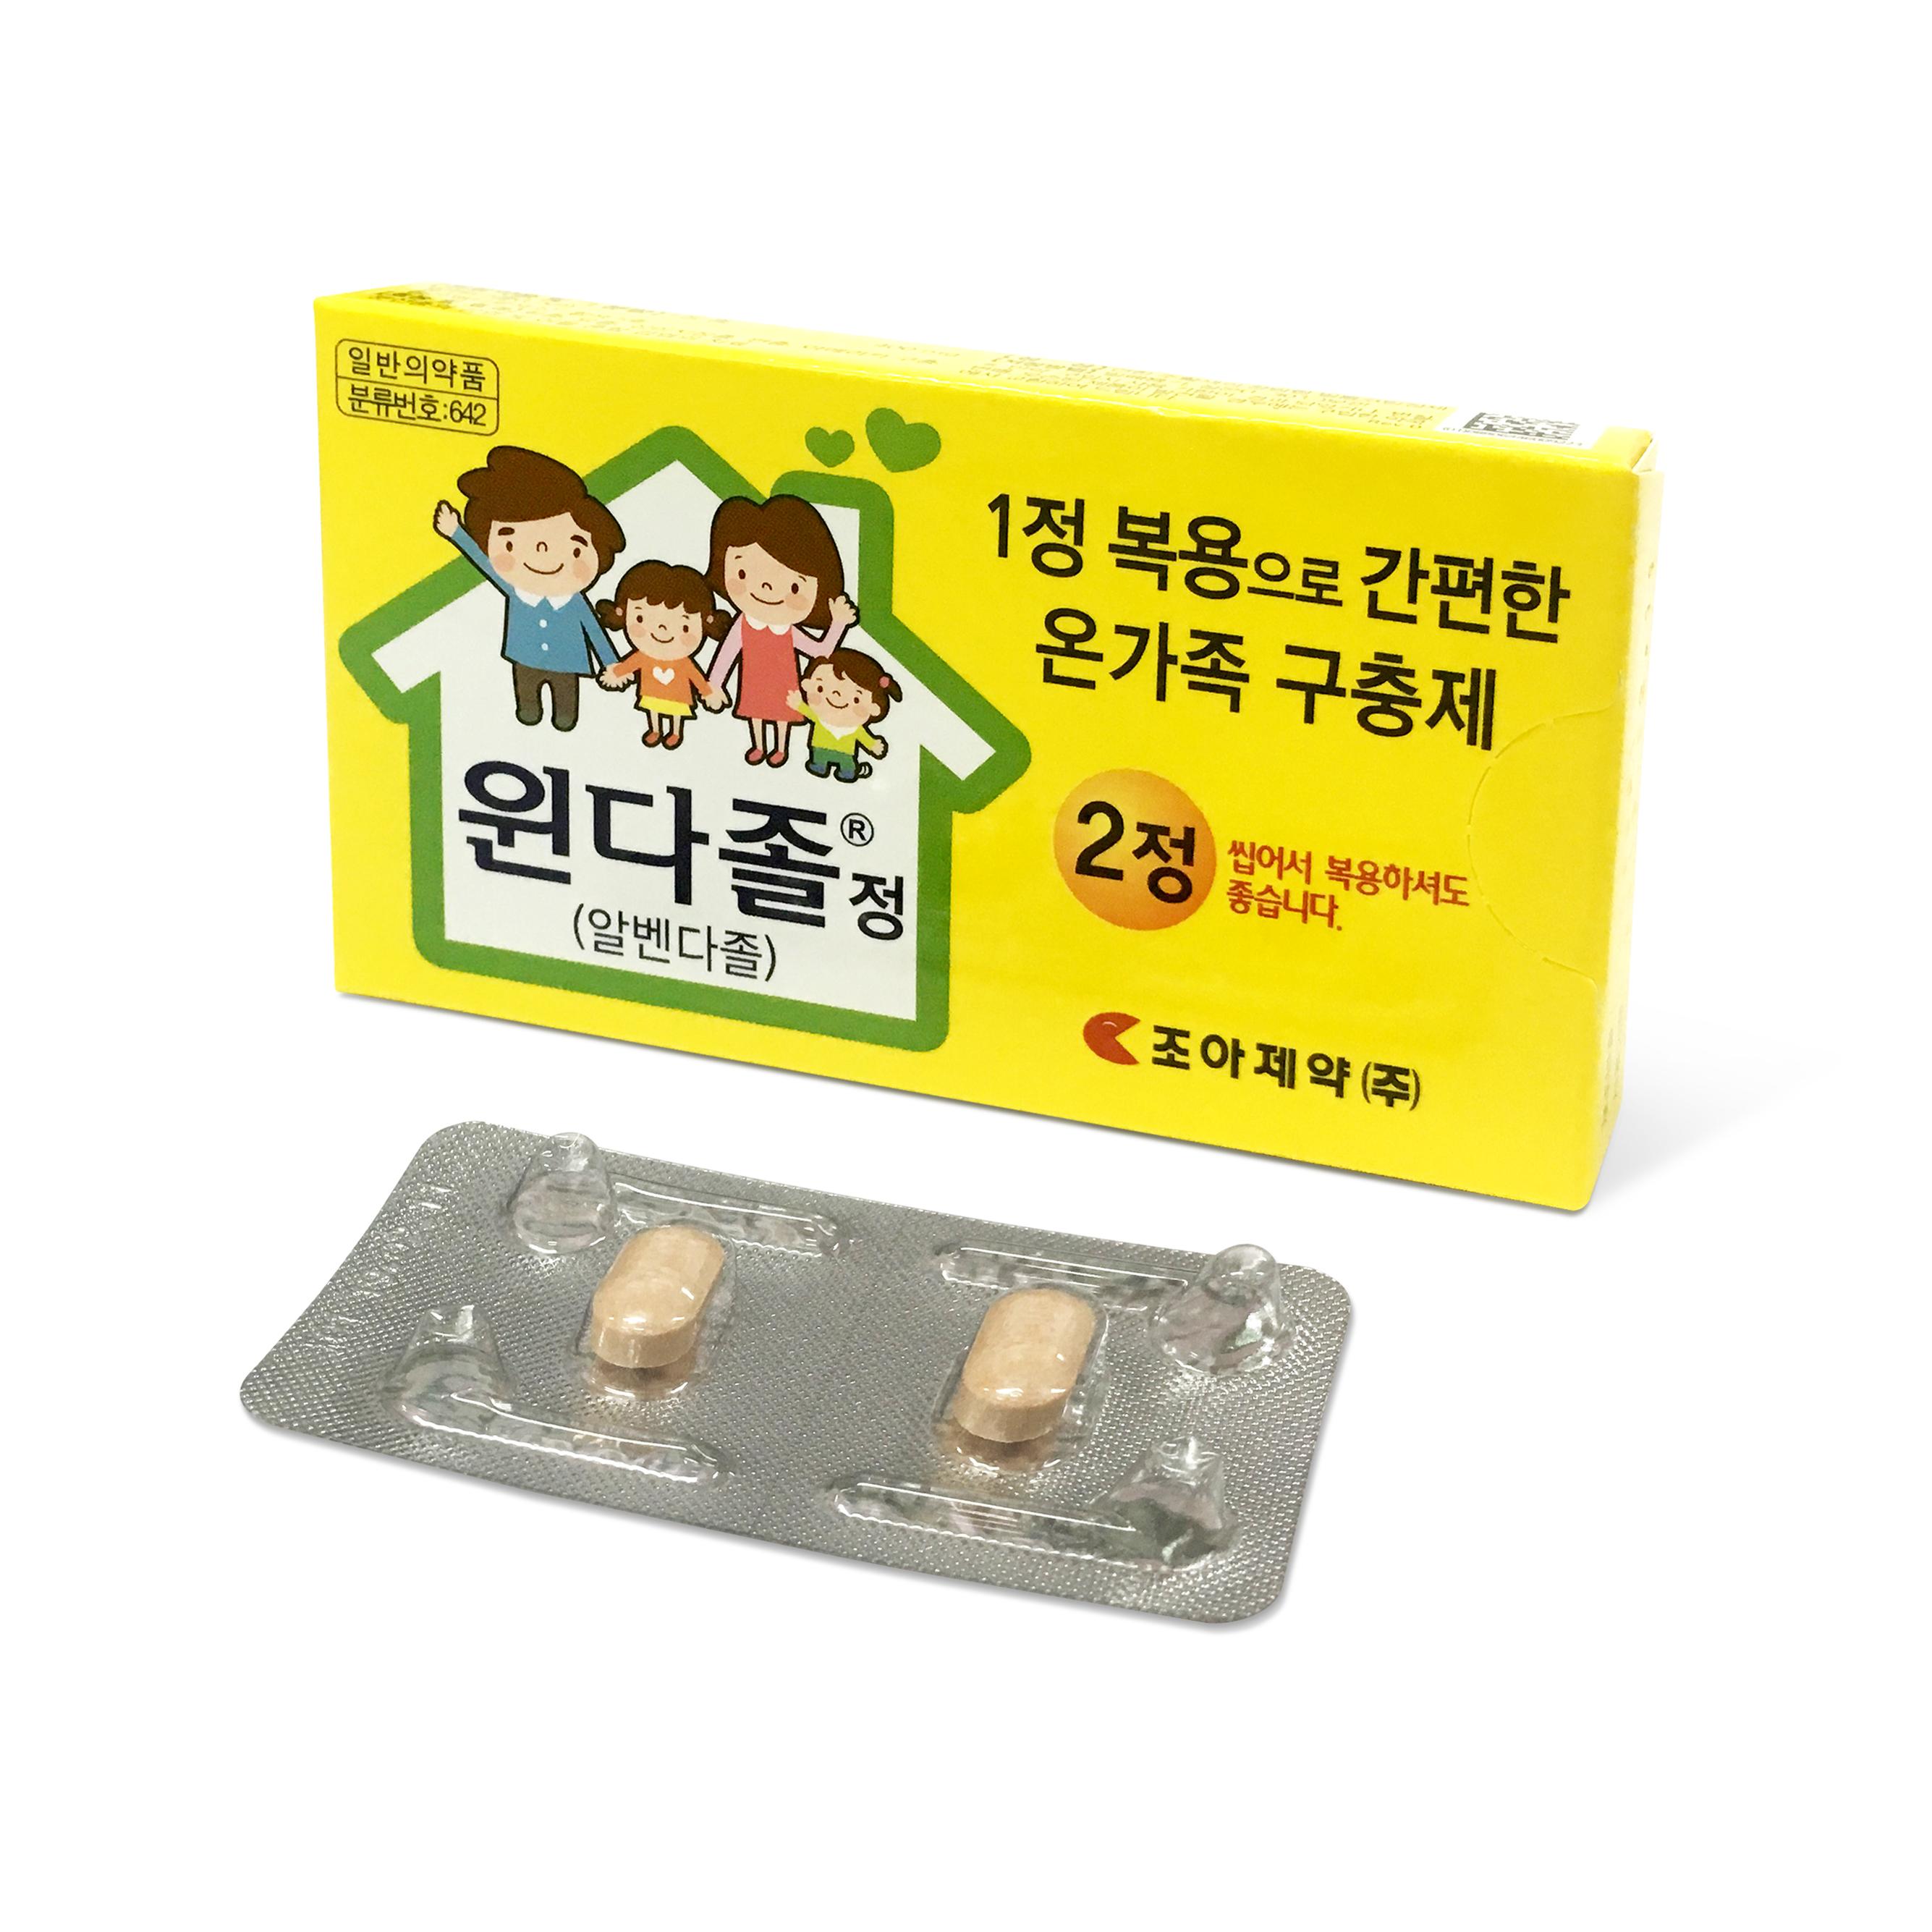 일반의약품
분류번호:642
1정 복용으로 간편한
온가족 구충제
윈다졸®정
(알벤다졸)
2정
씹어서 복용하셔도
좋습니다.
조아제약(주)